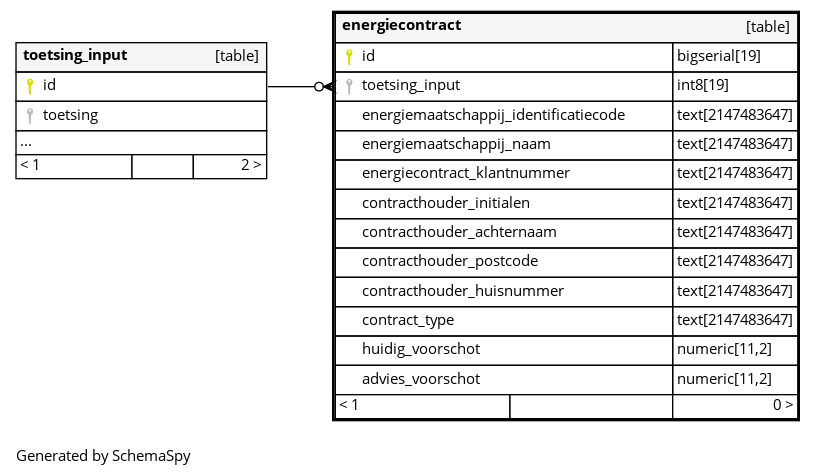 toetsing_input [table]
id
toetsing
...
< 1 2 >
energiecontract [table]
id bigserial[19]
toetsing_input int8[19]
energiemaatschappij_identificatiecode text[2147483647]
energiemaatschappij_naam text[2147483647]
energiecontract_klantnummer text[2147483647]
contracthouder_initialen text[2147483647]
contracthouder_achternaam text[2147483647]
contracthouder_postcode text[2147483647]
contracthouder_huisnummer text[2147483647]
contract_type text[2147483647]
huidig_voorschot numeric[11,2]
advies_voorschot numeric[11,2]
< 1 0 >
Generated by SchemaSpy